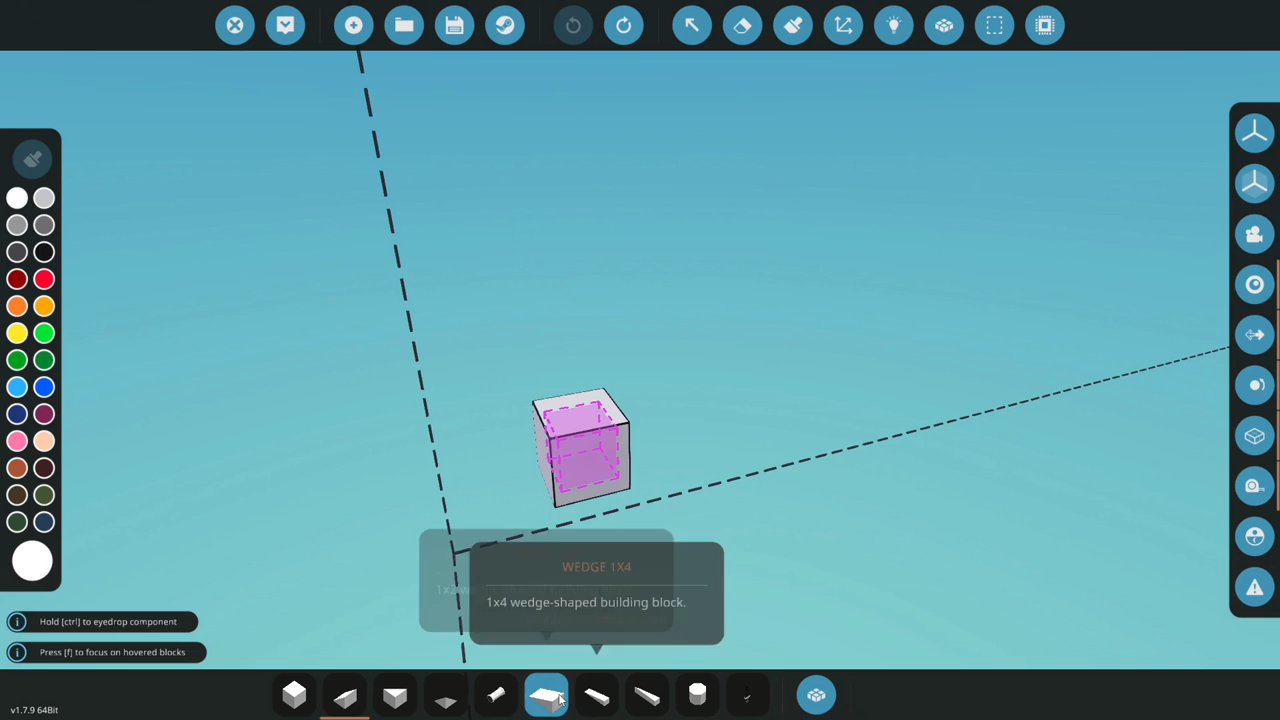 WEDGE 1X4
1x4 wedge-shaped building block.
Hold [ctrl] to eyedrop component
Press [f] to focus on hovered blocks
v1.7.9 64Bit